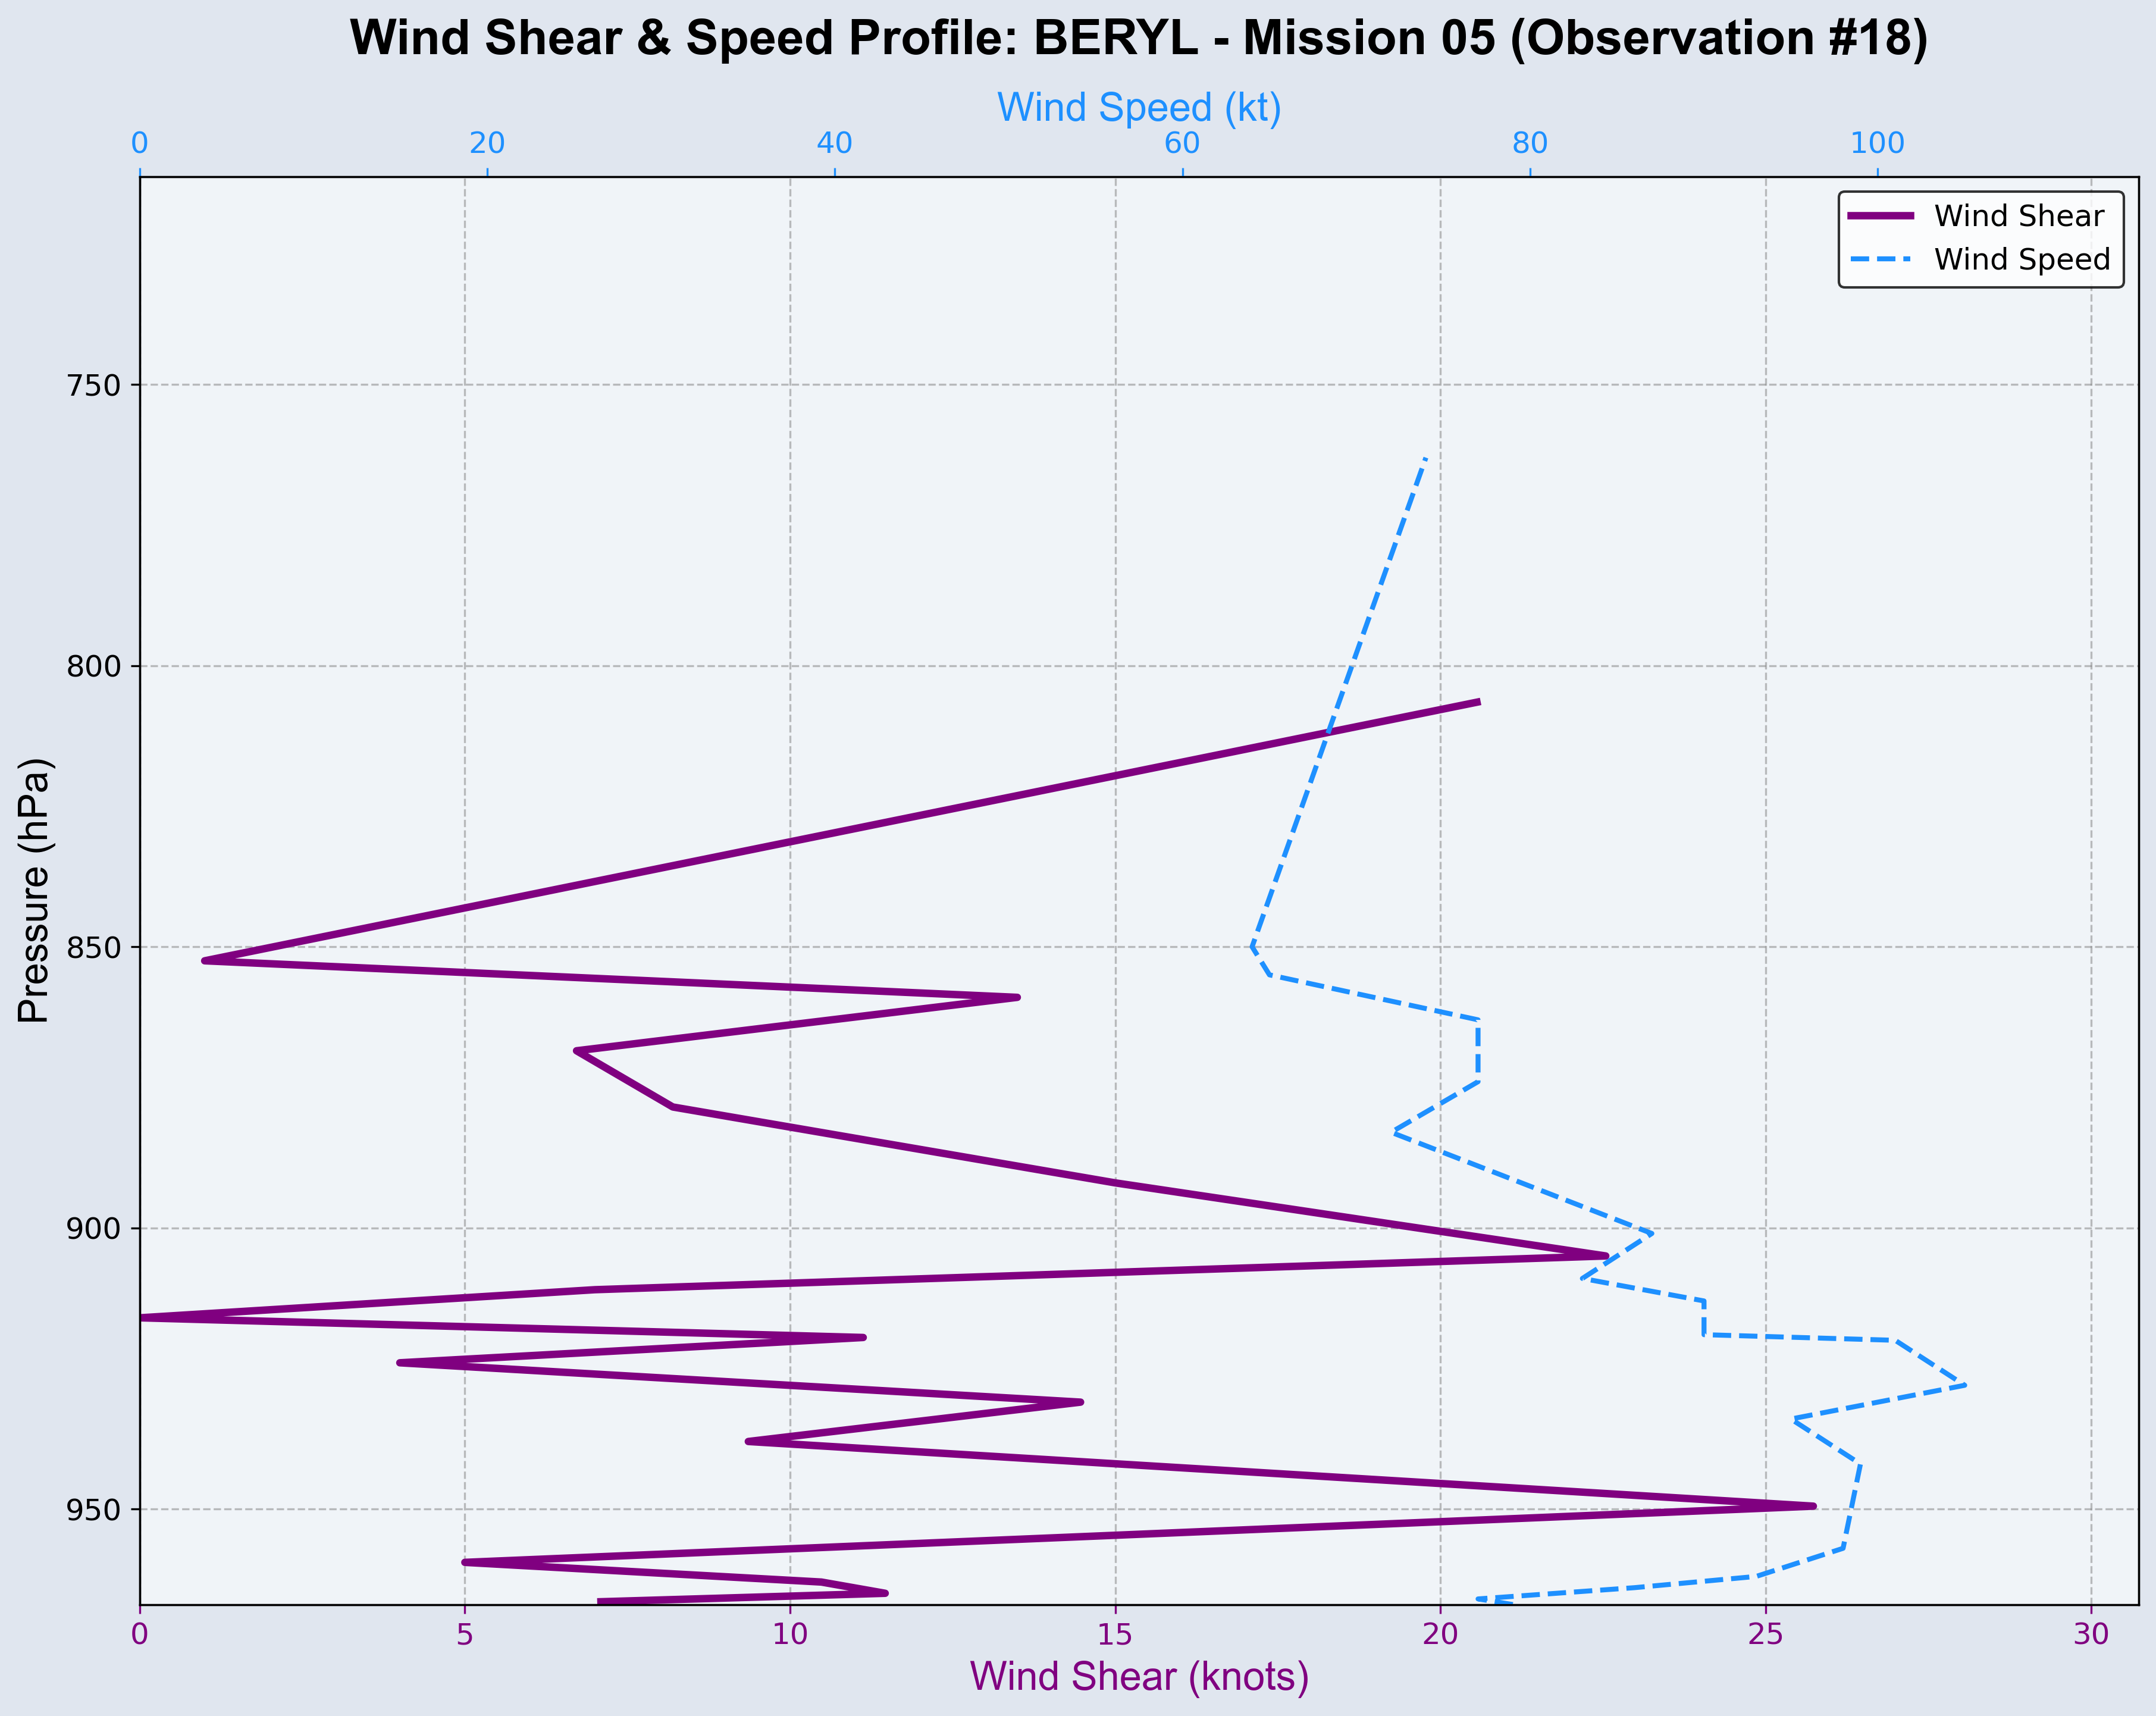 Wind Shear & Speed Profile: BERYL - Mission 05 (Observation #18)
Wind Speed (kt)
0 20 40 60 80 100
Wind Shear
Wind Speed
750
800
850
900
950
Pressure (hPa)
0 5 10 15 20 25 30
Wind Shear (knots)